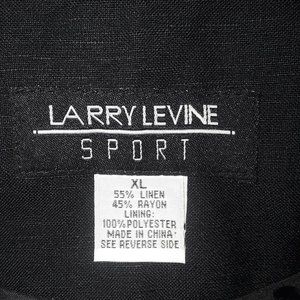 LARRY LEVINE
SPORT
XL
55% LINEN
45% RAYON
LINING:
100% POLYESTER
MADE IN CHINA
SEE REVERSE SIDE